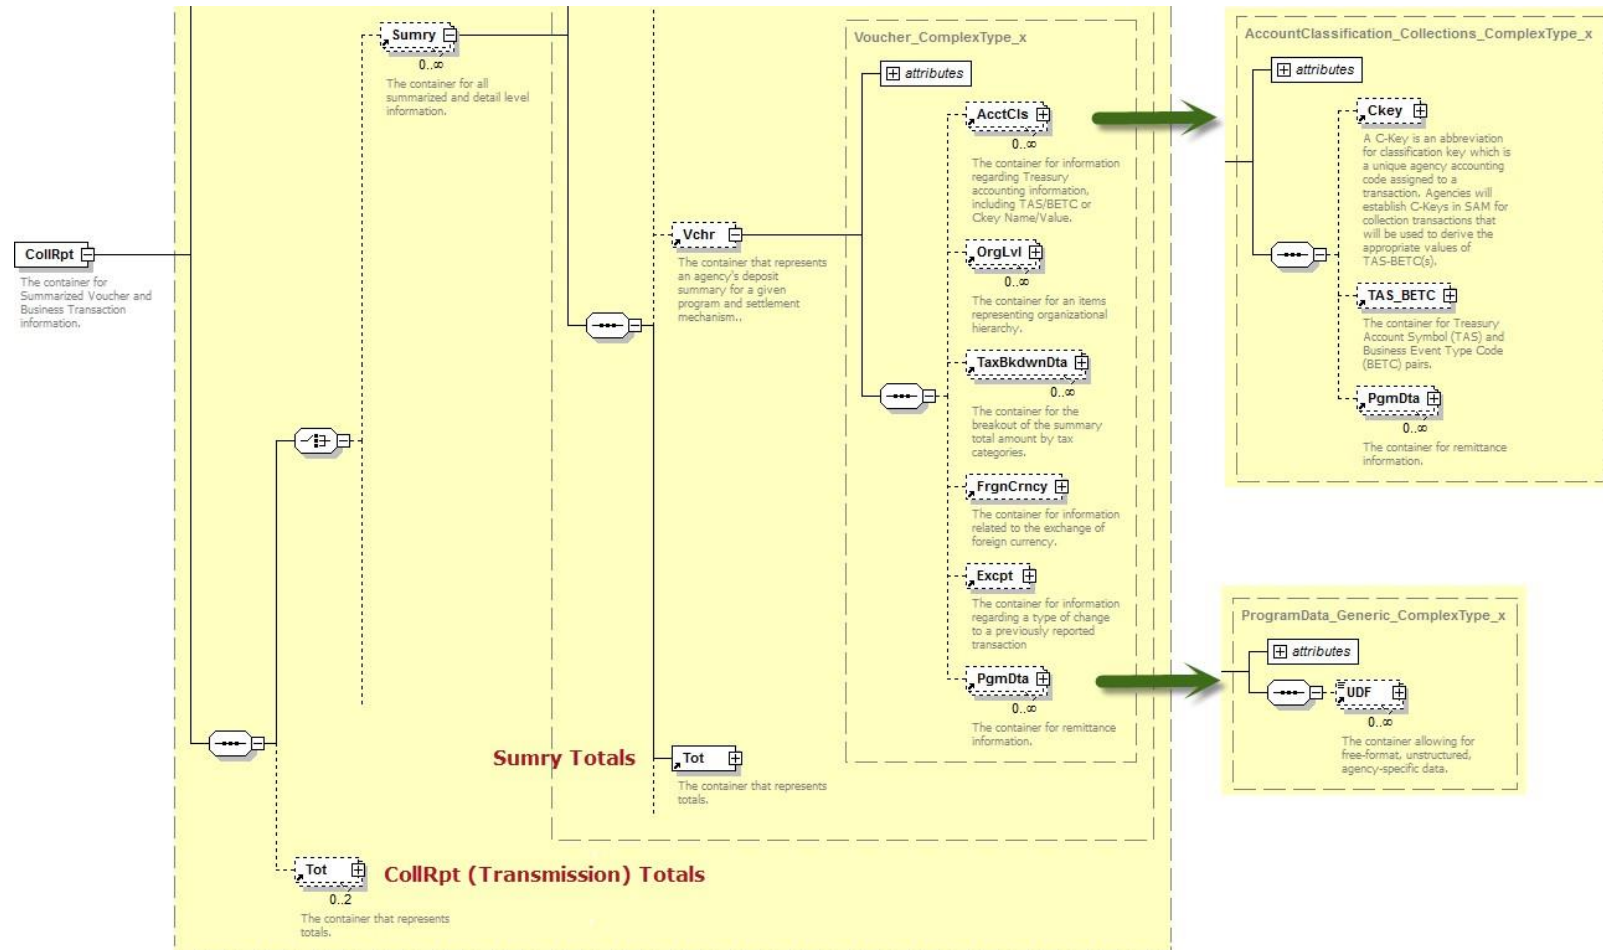 CollRpt
The container for
Summarized Voucher and
Business Transaction
information.
Sumry
0..∞
The container for all
summarized and detail level
information.
Vchr
The container that represents
an agency's deposit
summary for a given
program and settlement
mechanism..
Voucher_ComplexType_x
attributes
AcctCls
0..∞
The container for information
regarding Treasury
accounting information,
including TAS/BETC or
Ckey Name/Value.
OrgLvl
0..∞
The container for an items
representing organizational
hierarchy.
TaxBkdwnDta
0..∞
The container for the
breakout of the summary
total amount by tax
categories.
FrgnCrncy
The container for information
related to the exchange of
foreign currency.
Excpt
The container for information
regarding a type of change
to a previously reported
transaction
PgmDta
0..∞
The container for remittance
information.
Sumry Totals
Tot
The container that represents
totals.
Tot
0..2
The container that represents
totals.
CollRpt (Transmission) Totals
AccountClassification_Collections_ComplexType_x
attributes
Ckey
A C-Key is an abbreviation
for classification key which is
a unique agency accounting
code assigned to a
transaction. Agencies will
establish C-Keys in SAM for
collection transactions that
will be used to derive the
appropriate values of
TAS-BETC(s).
TAS_BETC
The container for Treasury
Account Symbol (TAS) and
Business Event Type Code
(BETC) pairs.
PgmDta
0..∞
The container for remittance
information.
ProgramData_Generic_ComplexType_x
attributes
UDF
0..∞
The container allowing for
free-format, unstructured,
agency-specific data.